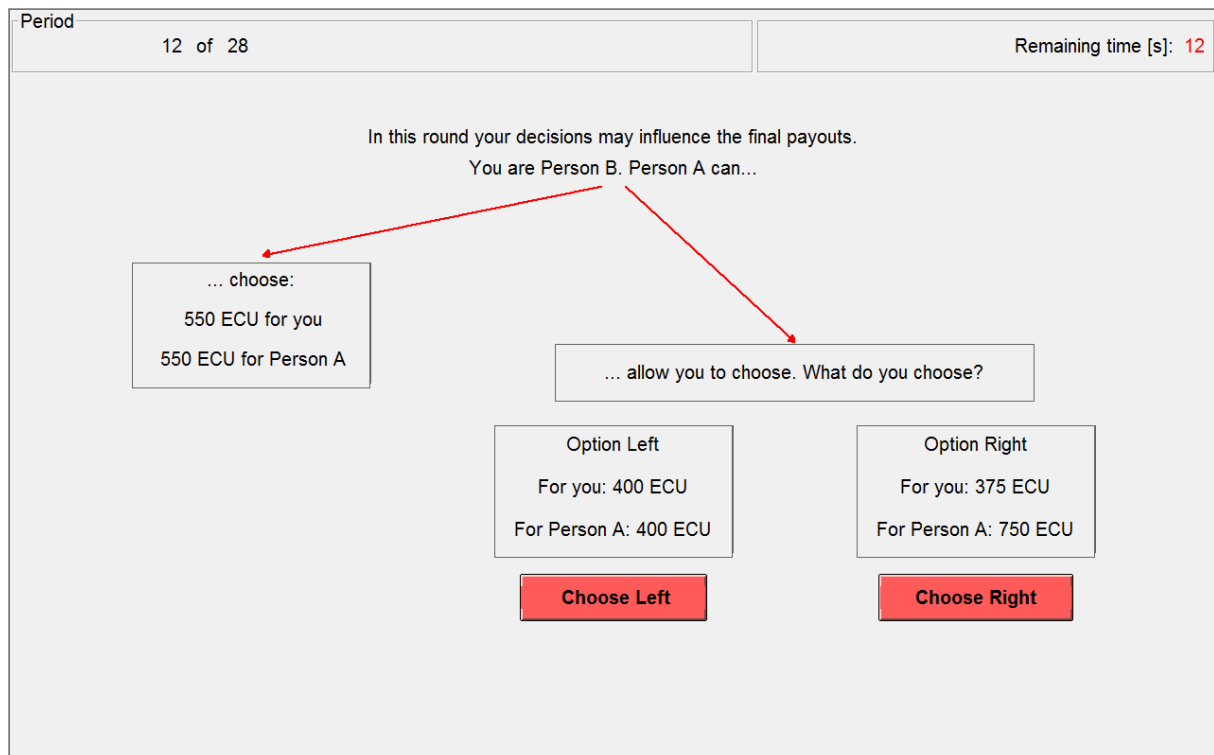 Period
12 of 28
Remaining time [s]: 12
In this round your decisions may influence the final payouts.
You are Person B. Person A can...
... choose:
550 ECU for you
550 ECU for Person A
... allow you to choose. What do you choose?
Option Left
For you: 400 ECU
For Person A: 400 ECU
Choose Left
Option Right
For you: 375 ECU
For Person A: 750 ECU
Choose Right